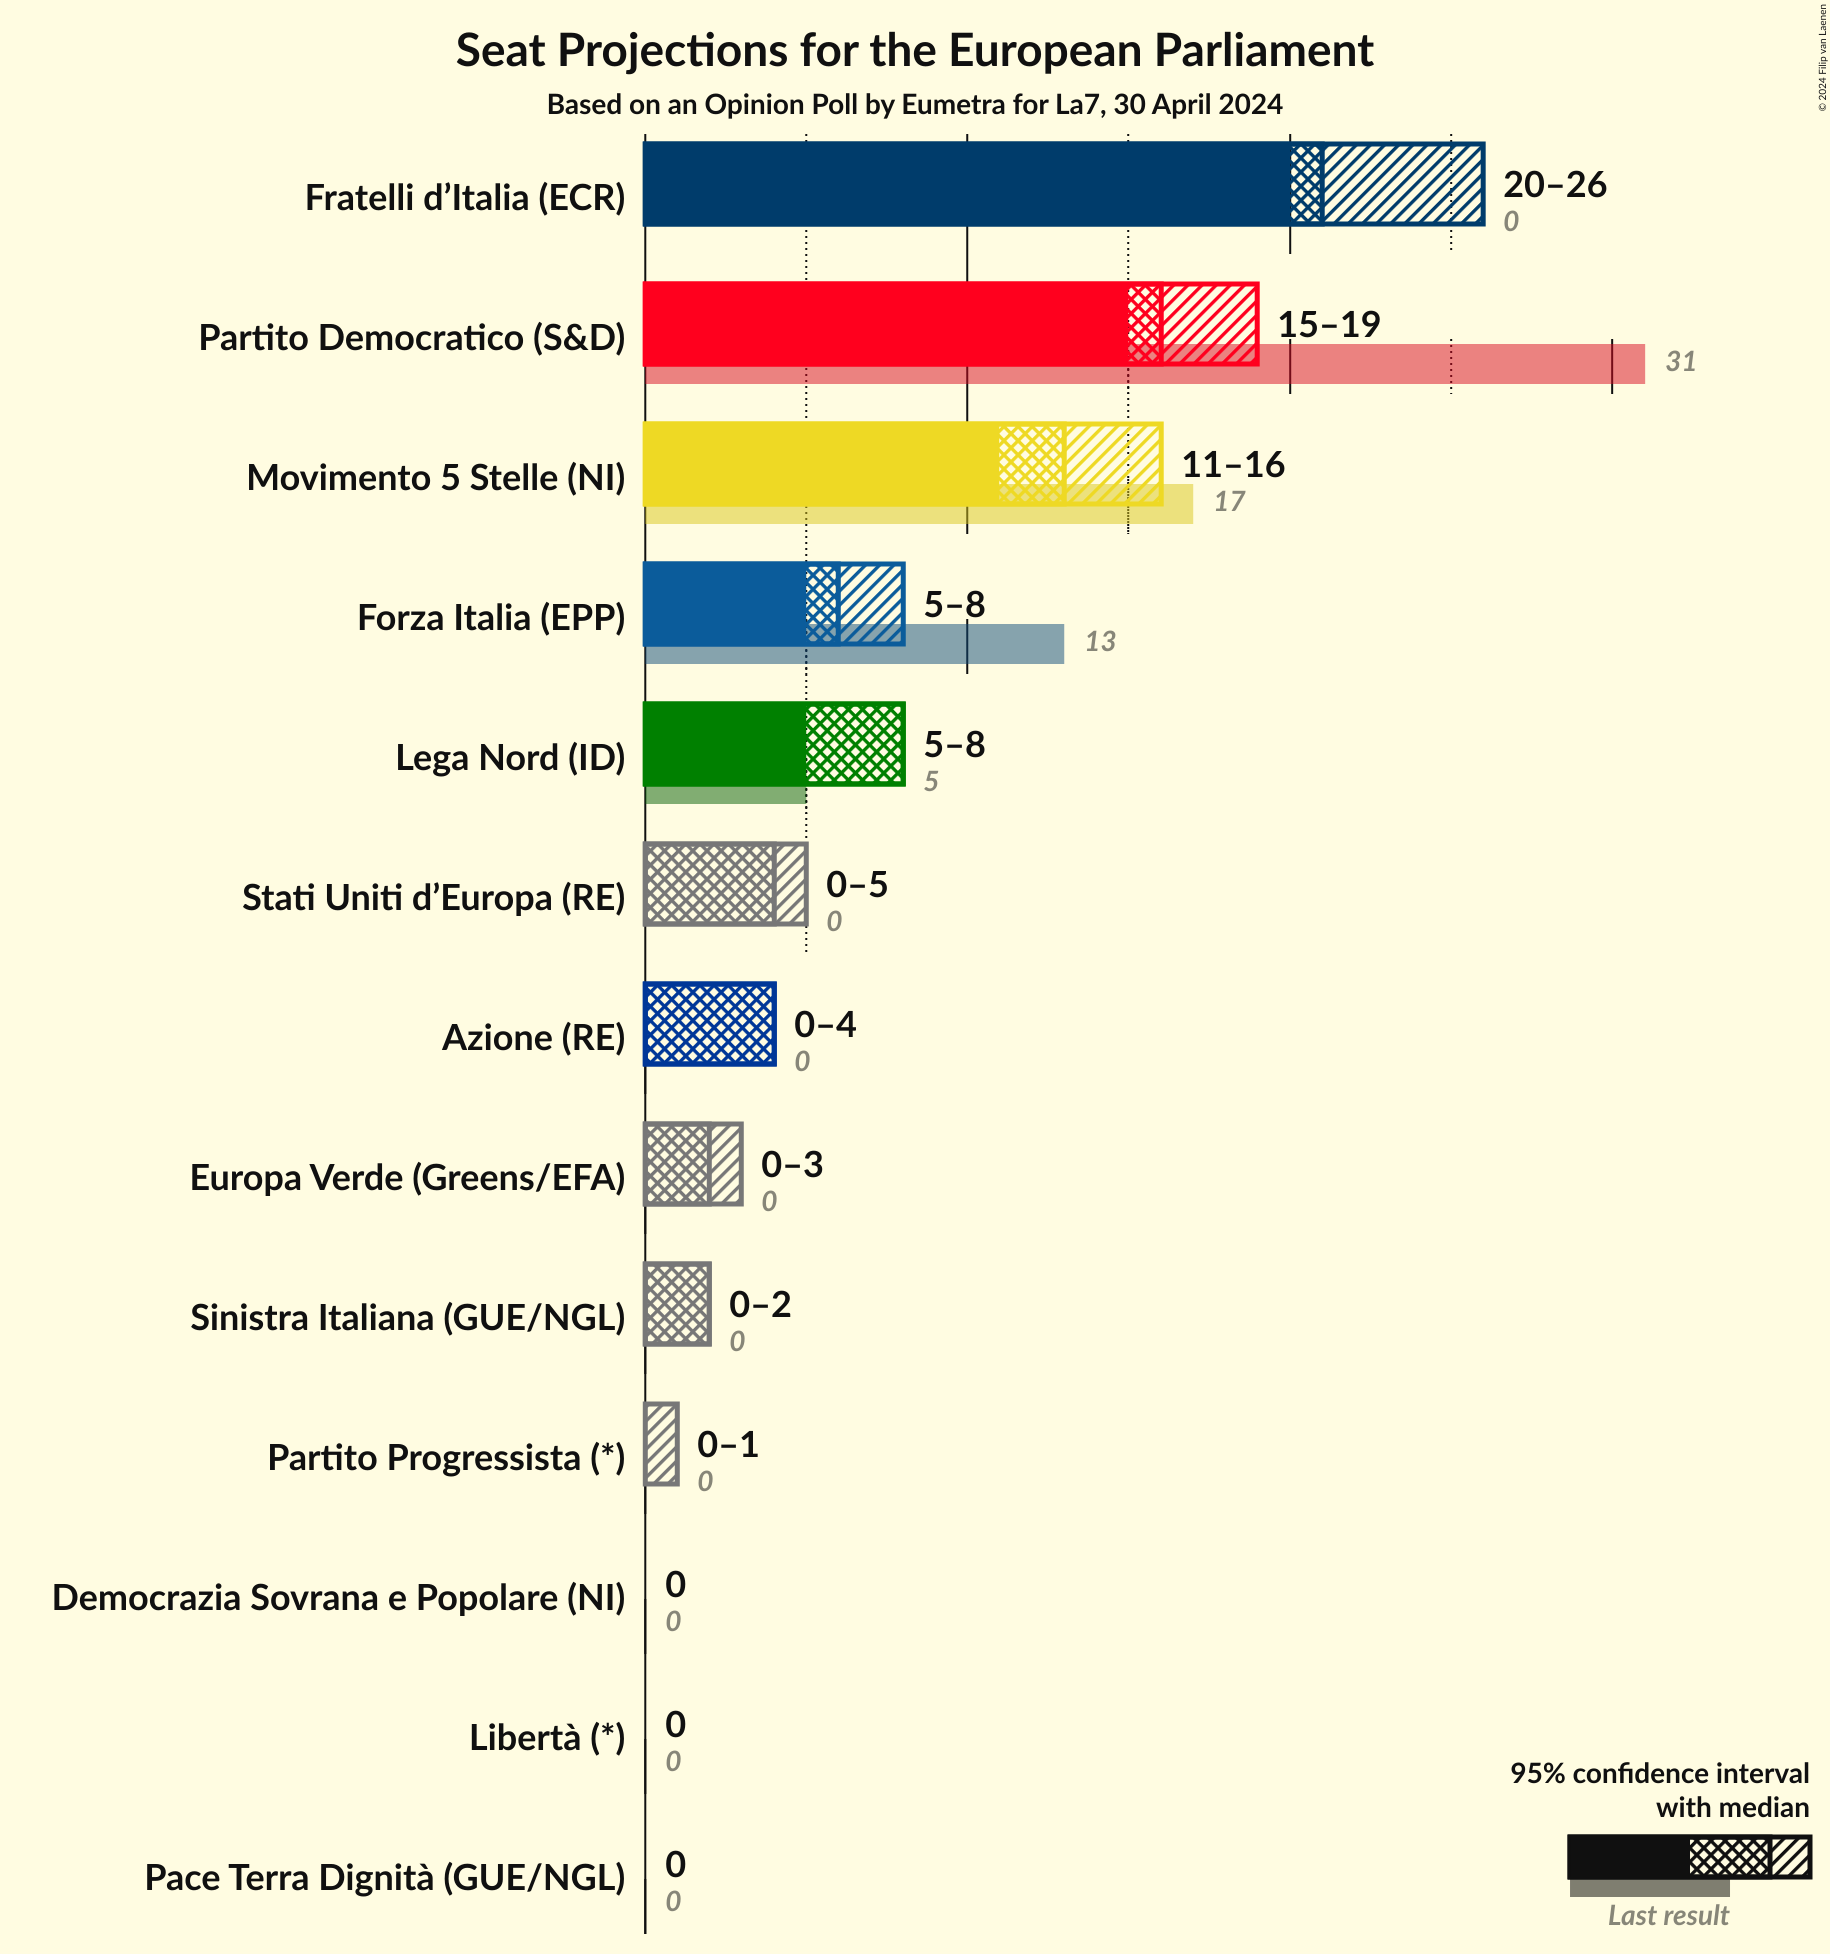 Seat Projections for the European Parliament
Based on an Opinion Poll by Eumetra for La7, 30 April 2024
© 2024 Filip van Laenen
Fratelli d’Italia (ECR)
20–26
0
Partito Democratico (S&D)
15–19
31
Movimento 5 Stelle (NI)
11–16
17
Forza Italia (EPP)
5–8
13
Lega Nord (ID)
5–8
5
Stati Uniti d’Europa (RE)
0–5
0
Azione (RE)
0–4
0
Europa Verde (Greens/EFA)
0–3
0
Sinistra Italiana (GUE/NGL)
0–2
0
Partito Progressista (*)
0–1
0
Democrazia Sovrana e Popolare (NI)
0
0
Libertà (*)
0
0
Pace Terra Dignità (GUE/NGL)
0
0
95% confidence interval
with median
Last result